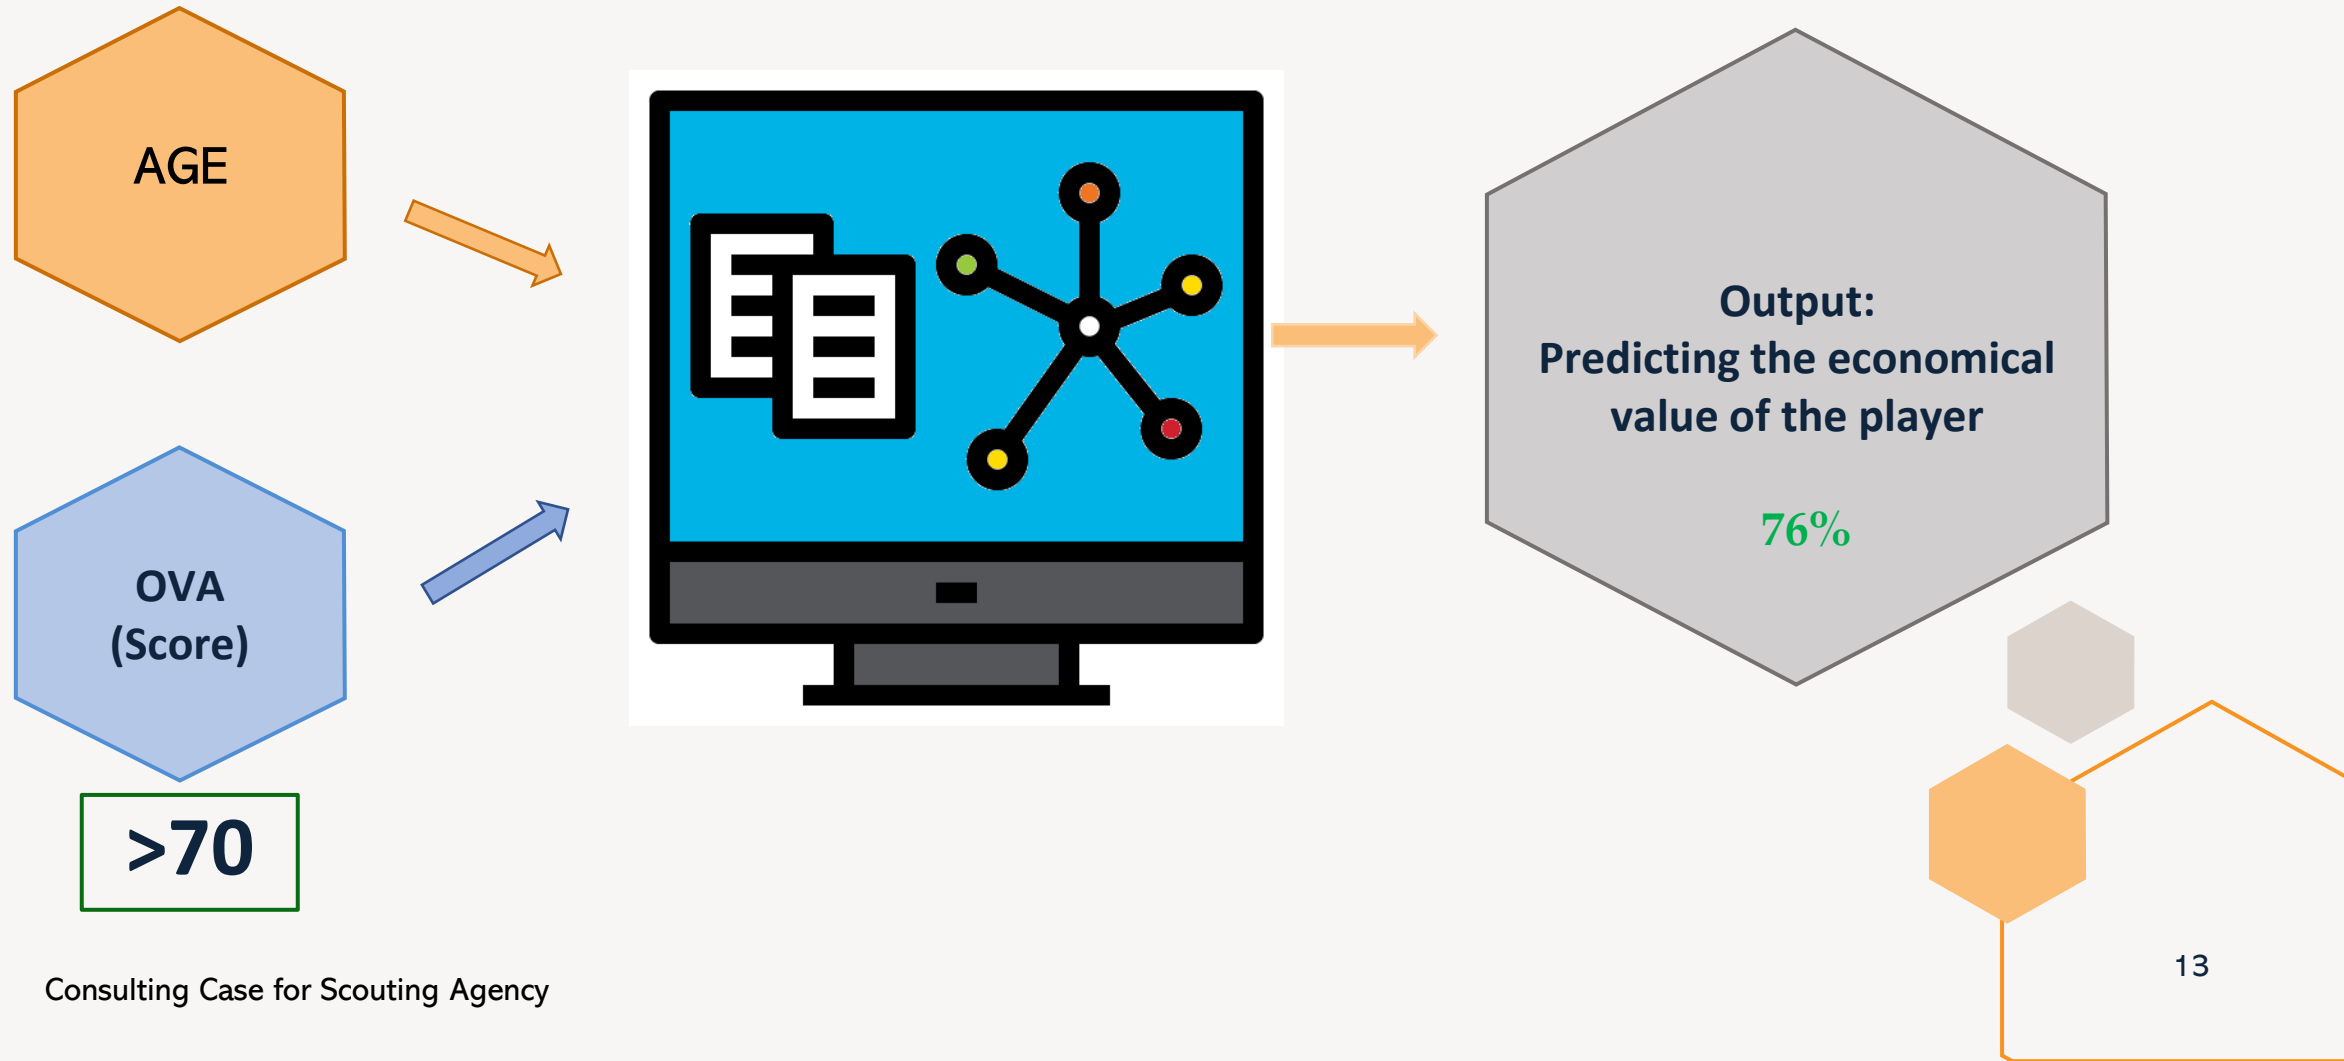 AGE
OVA
(Score)
>70
Output:
Predicting the economical
value of the player
76%
Consulting Case for Scouting Agency
13